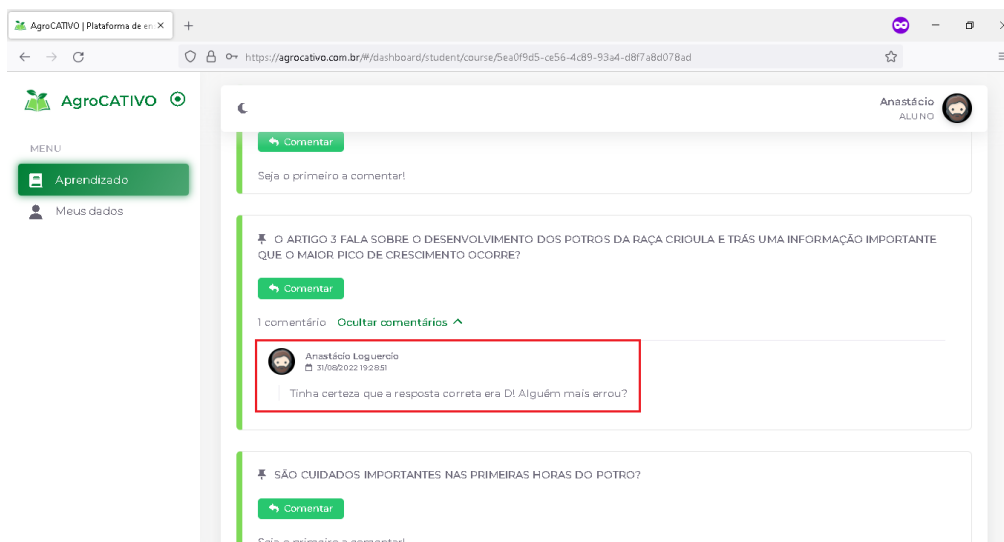 AgroCATIVO | Plataforma de en
https://agrocativo.com.br/#/dashboard/student/course/5ea0f9d5-ce56-4c89-93a4-d8f7a8d078ad
AgroCATIVO
Anastácio
ALUNO
MENU
Aprendizado
Meus dados
Comentar
Seja o primeiro a comentar!
O ARTIGO 3 FALA SOBRE O DESENVOLVIMENTO DOS POTROS DA RAÇA CRIOULA E TRÁS UMA INFORMAÇÃO IMPORTANTE
QUE O MAIOR PICO DE CRESCIMENTO OCORRE?
Comentar
1 comentário Ocultar comentários
Anastácio Loguercio
31/08/2022 19:28:51
Tinha certeza que a resposta correta era D! Alguém mais errou?
SÃO CUIDADOS IMPORTANTES NAS PRIMEIRAS HORAS DO POTRO?
Comentar
Seja o primeiro a comentar!